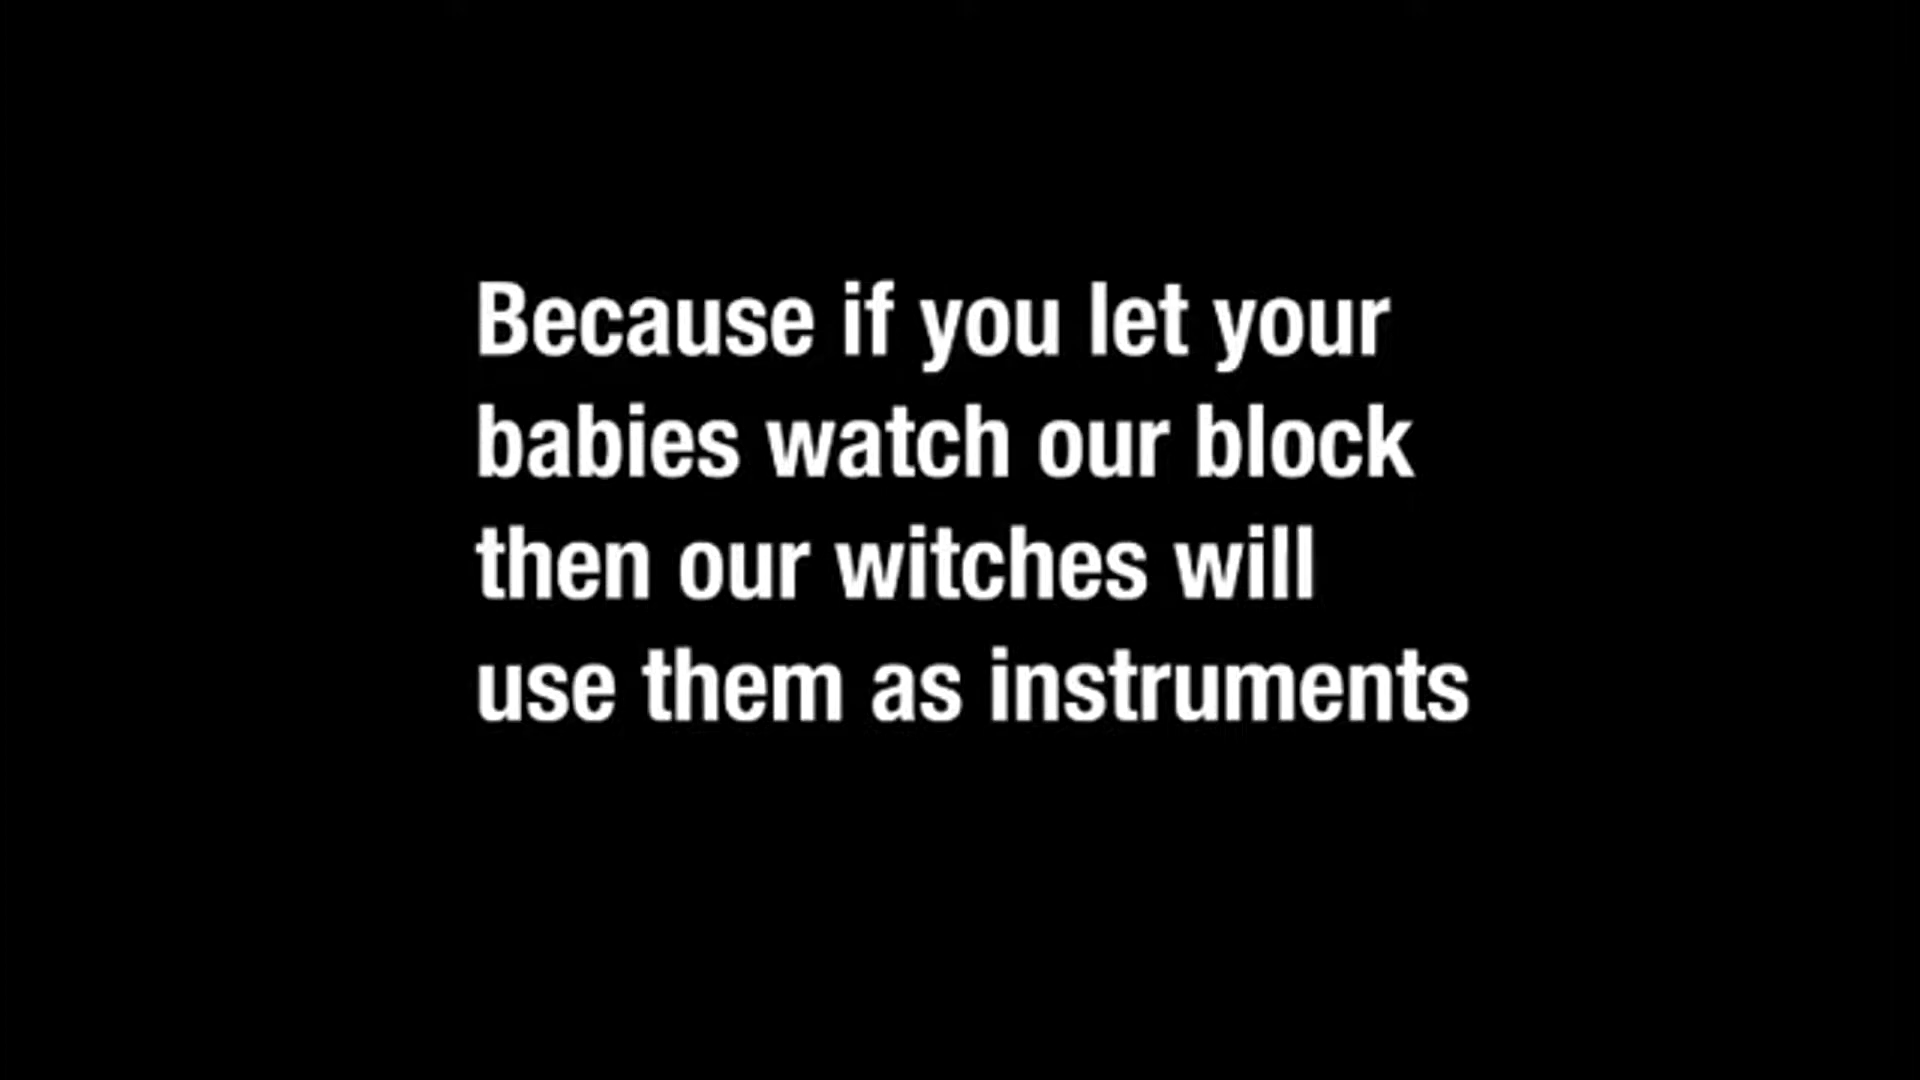 Because if you let your
babies watch our block
then our witches will
use them as instruments